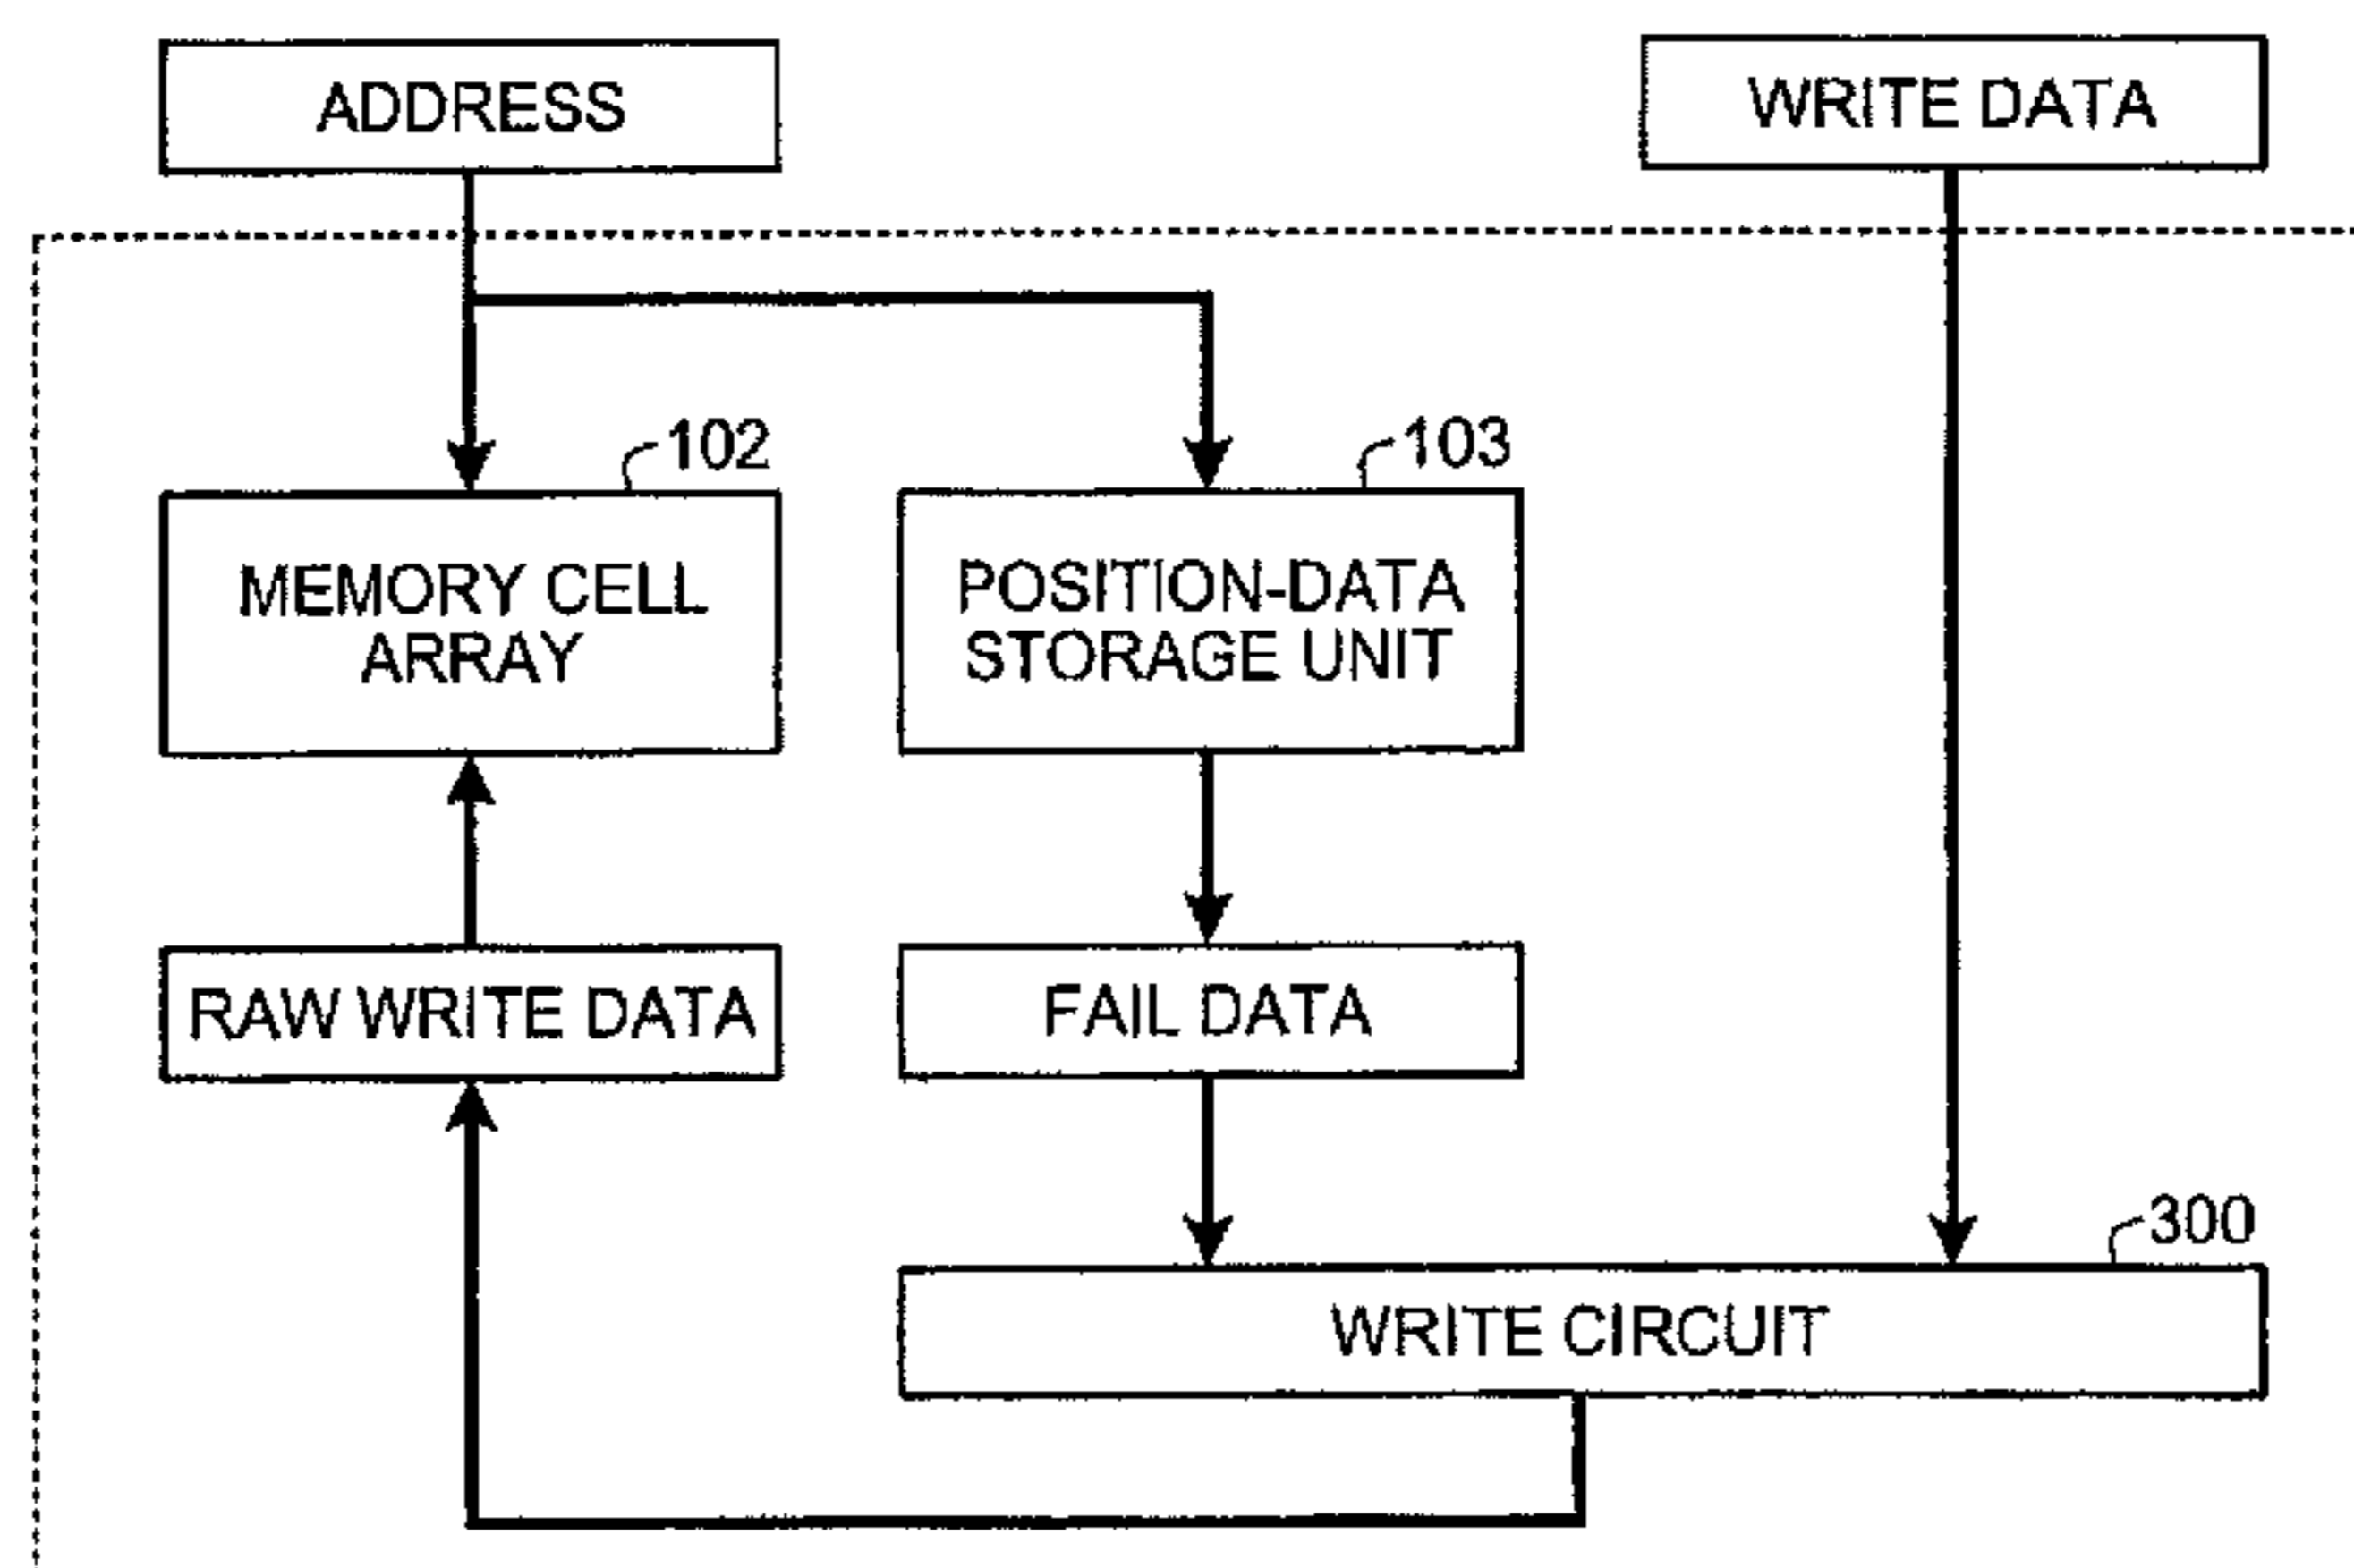 ADDRESS
WRITE DATA
102
103
MEMORY CELL
ARRAY
POSITION-DATA
STORAGE UNIT
RAW WRITE DATA
FAIL DATA
300
WRITE CIRCUIT